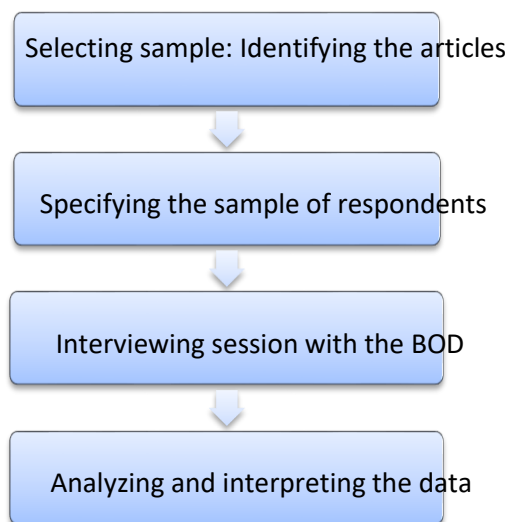 Selecting sample: Identifying the articles
Specifying the sample of respondents
Interviewing session with the BOD
Analyzing and interpreting the data